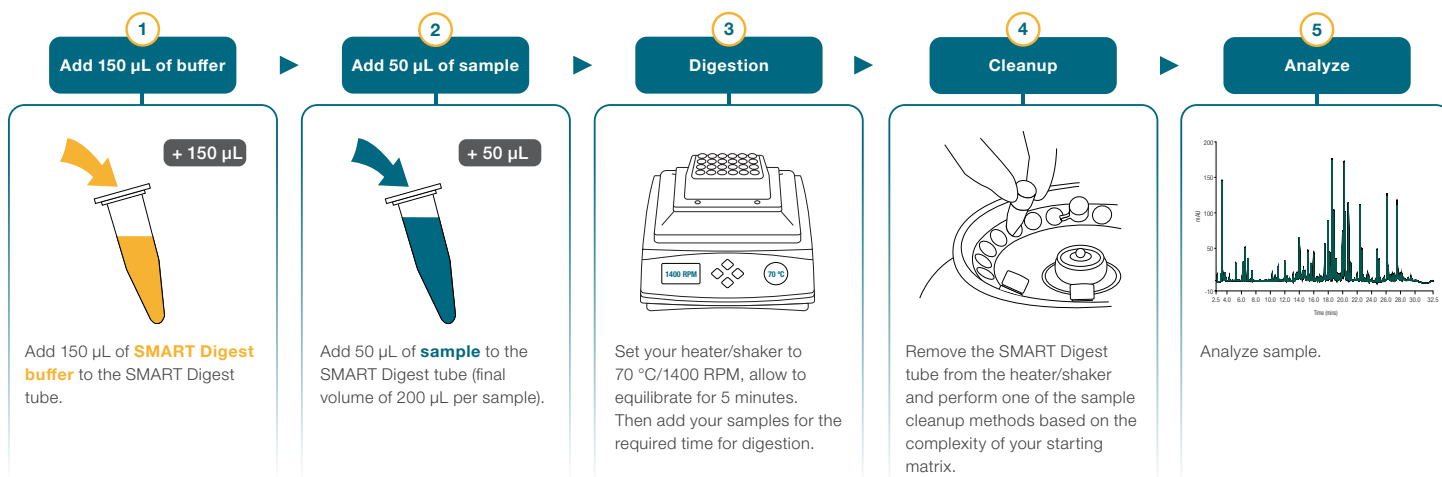 1
Add 150 µL of buffer
+ 150 µL
Add 150 µL of SMART Digest
buffer to the SMART Digest
tube.
2
Add 50 µL of sample
+ 50 µL
Add 50 µL of sample to the
SMART Digest tube (final
volume of 200 µL per sample).
3
Digestion
1400 RPM
70 ºC
Set your heater/shaker to
70 °C/1400 RPM, allow to
equilibrate for 5 minutes.
Then add your samples for the
required time for digestion.
4
Cleanup
Remove the SMART Digest
tube from the heater/shaker
and perform one of the sample
cleanup methods based on the
complexity of your starting
matrix.
5
Analyze
200
150
100
50
-10
mAU
2.5 4.0 6.0 8.0 10.0 12.0 14.0 16.0 18.0 20.0 22.0 24.0 26.0 28.0 30.0 32.5
Time (mins)
Analyze sample.